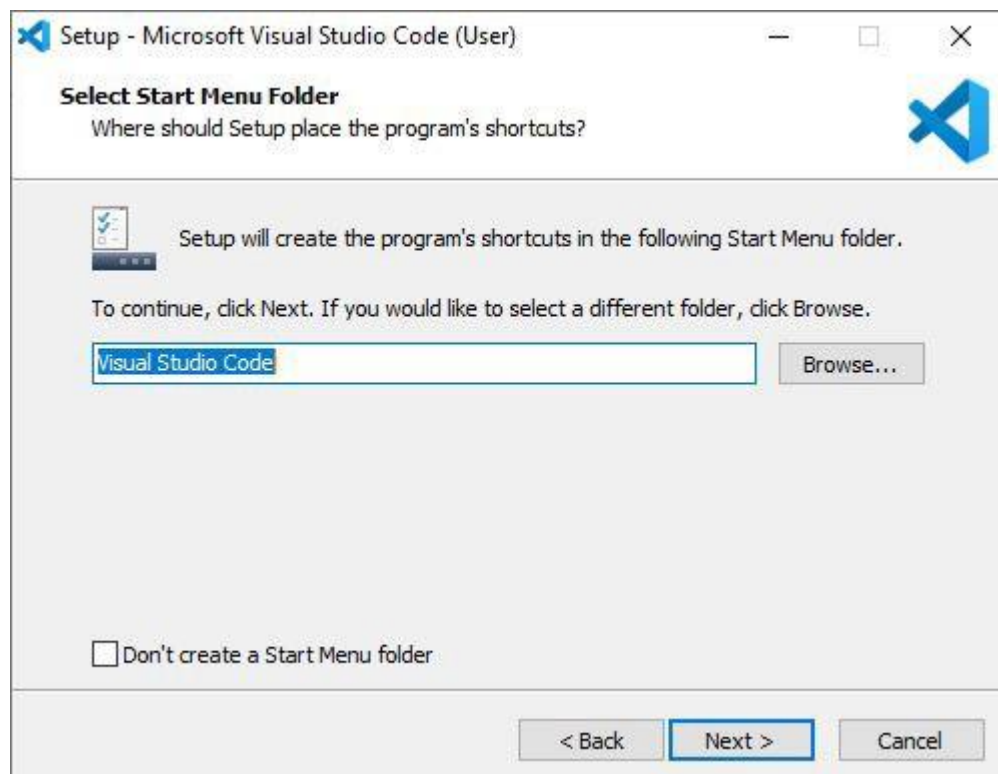 Setup - Microsoft Visual Studio Code (User)
Select Start Menu Folder
Where should Setup place the program's shortcuts?
Setup will create the program's shortcuts in the following Start Menu folder.
To continue, click Next. If you would like to select a different folder, click Browse.
Visual Studio Code
Browse...
Don't create a Start Menu folder
< Back
Next >
Cancel